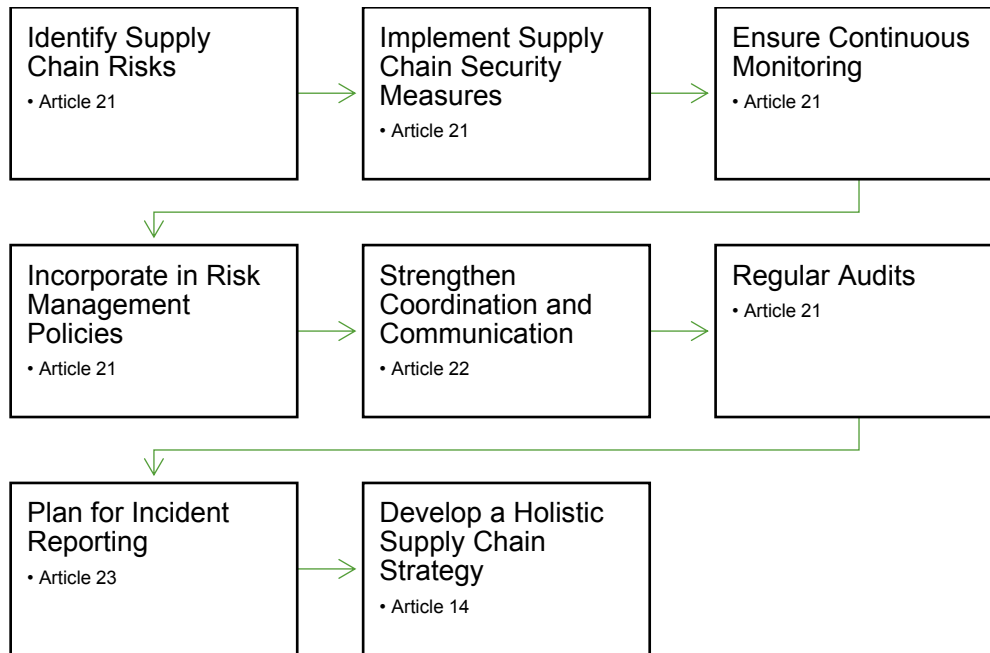 Identify Supply
Chain Risks
• Article 21
Implement Supply
Chain Security
Measures
• Article 21
Ensure Continuous
Monitoring
• Article 21
Incorporate in Risk
Management
Policies
• Article 21
Strengthen
Coordination and
Communication
• Article 22
Regular Audits
• Article 21
Plan for Incident
Reporting
• Article 23
Develop a Holistic
Supply Chain
Strategy
• Article 14